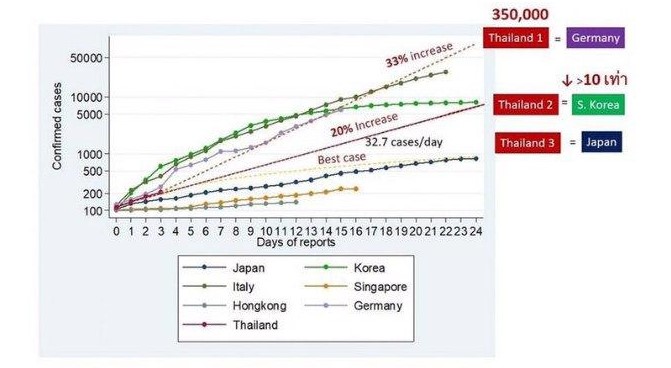 350,000
Thailand 1 = Germany
33% increase
↓ >10 เท่า
Thailand 2 = S. Korea
20% Increase
32.7 cases/day
Thailand 3 = Japan
Best case
Confirmed cases
50000
10000
5000
1000
500
200
100
0 1 2 3 4 5 6 7 8 9 10 11 12 13 14 15 16 17 18 19 20 21 22 23 24
Days of reports
Japan Korea
Italy Singapore
Hongkong Germany
Thailand